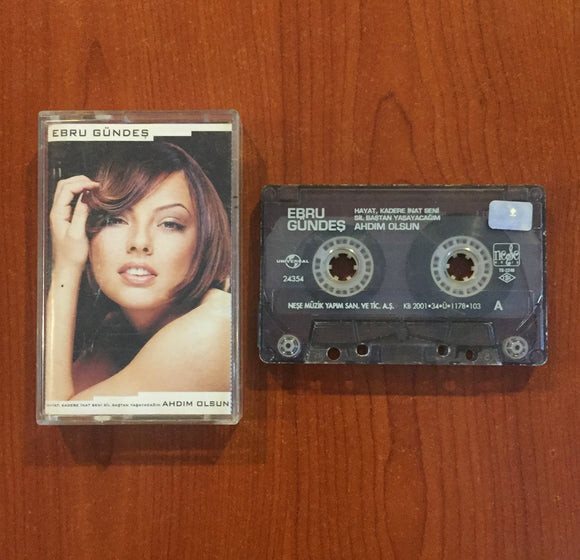 EBRU GÜNDEŞ
HAYAT, KADERE İNAT SENİ SİL BAŞTAN YAŞAYACAĞIM AHDIM OLSUN
EBRU
GÜNDEŞ
HAYAT, KADERE İNAT SENİ
SİL BAŞTAN YAŞAYACAĞIM
AHDIM OLSUN
UNIVERSAL
24354
neşe
NEŞE MÜZİK YAPIM SAN. VE TİC. A.Ş.
KB 2001•34•Ü•1178•103
A